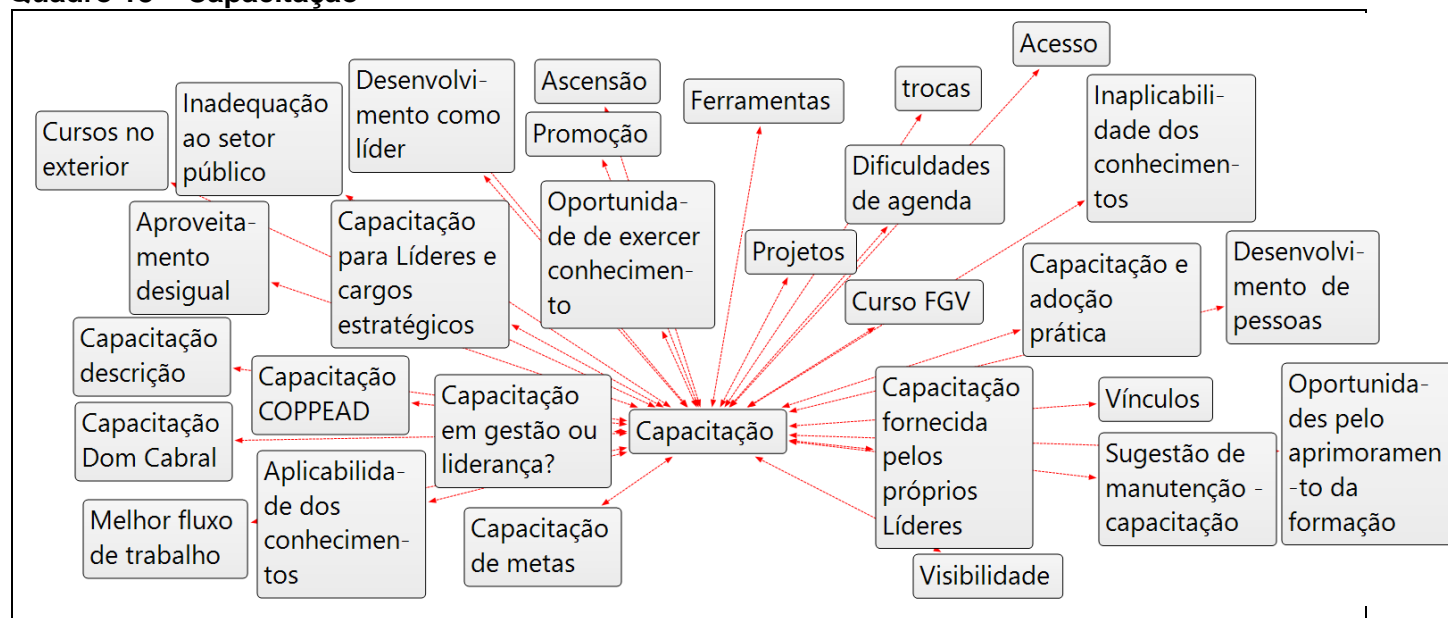 Acesso
Desenvolvi-
mento como
líder
Ascensão
trocas
Ferramentas
Inadequação
ao setor
público
Inaplicabili-
dade dos
conhecimen-
tos
Cursos no
exterior
Promoção
Dificuldades
de agenda
Aproveita-
mento
desigual
Capacitação
para Líderes e
cargos
estratégicos
Oportunida-
de de exercer
conhecimen-
to
Projetos
Capacitação e
adoção
prática
Desenvolvi-
mento de
pessoas
Curso FGV
Capacitação
descrição
Capacitação
COPPEAD
Capacitação
em gestão ou
liderança?
Capacitação
Capacitação
fornecida
pelos
próprios
Líderes
Vínculos
Oportunida-
des pelo
aprimoramen
-to da
formação
Capacitação
Dom Cabral
Sugestão de
manutenção -
capacitação
Aplicabilida-
de dos
conhecimen-
tos
Melhor fluxo
de trabalho
Capacitação
de metas
Visibilidade